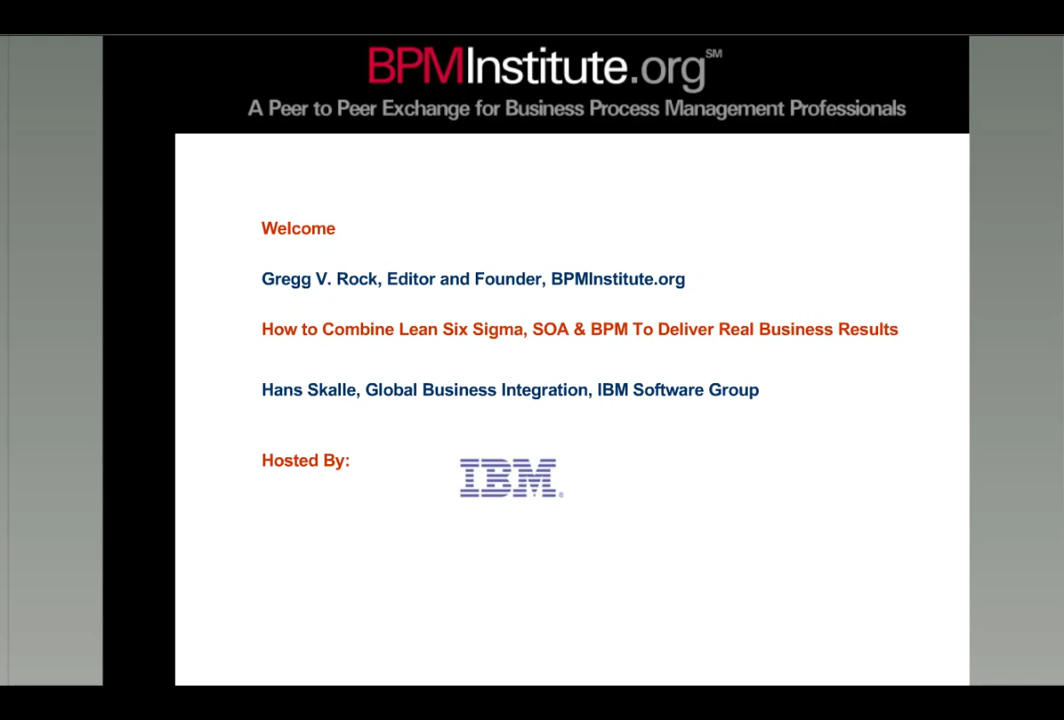 BPMInstitute.org℠
A Peer to Peer Exchange for Business Process Management Professionals
Welcome
Gregg V. Rock, Editor and Founder, BPMInstitute.org
How to Combine Lean Six Sigma, SOA & BPM To Deliver Real Business Results
Hans Skalle, Global Business Integration, IBM Software Group
Hosted By:
IBM®